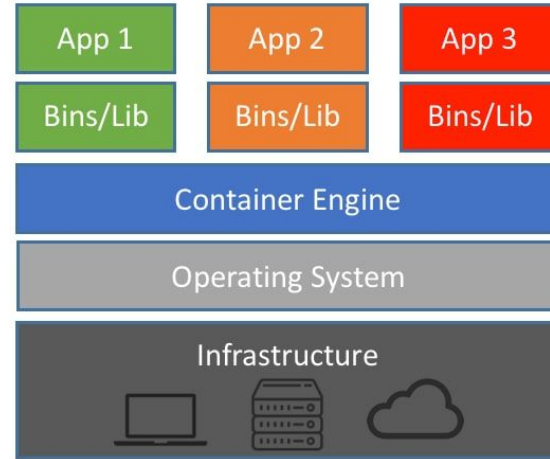 App 1
App 2
App 3
Bins/Lib
Bins/Lib
Bins/Lib
Container Engine
Operating System
Infrastructure